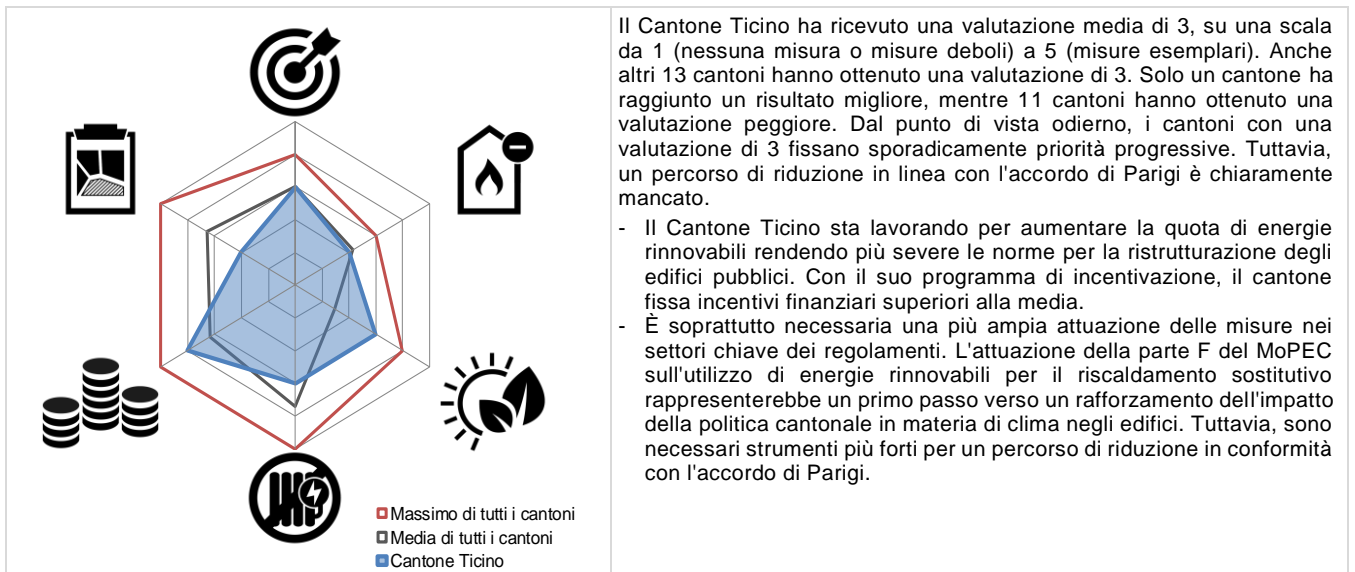 Il Cantone Ticino ha ricevuto una valutazione media di 3, su una scala
da 1 (nessuna misura o misure deboli) a 5 (misure esemplari). Anche
altri 13 cantoni hanno ottenuto una valutazione di 3. Solo un cantone ha
raggiunto un risultato migliore, mentre 11 cantoni hanno ottenuto una
valutazione peggiore. Dal punto di vista odierno, i cantoni con una
valutazione di 3 fissano sporadicamente priorità progressive. Tuttavia,
un percorso di riduzione in linea con l'accordo di Parigi è chiaramente
mancato.
- Il Cantone Ticino sta lavorando per aumentare la quota di energie
rinnovabili rendendo più severe le norme per la ristrutturazione degli
edifici pubblici. Con il suo programma di incentivazione, il cantone
fissa incentivi finanziari superiori alla media.
- È soprattutto necessaria una più ampia attuazione delle misure nei
settori chiave dei regolamenti. L'attuazione della parte F del MoPEC
sull'utilizzo di energie rinnovabili per il riscaldamento sostitutivo
rappresenterebbe un primo passo verso un rafforzamento dell'impatto
della politica cantonale in materia di clima negli edifici. Tuttavia, sono
necessari strumenti più forti per un percorso di riduzione in conformità
con l'accordo di Parigi.
Massimo di tutti i cantoni
Media di tutti i cantoni
Cantone Ticino